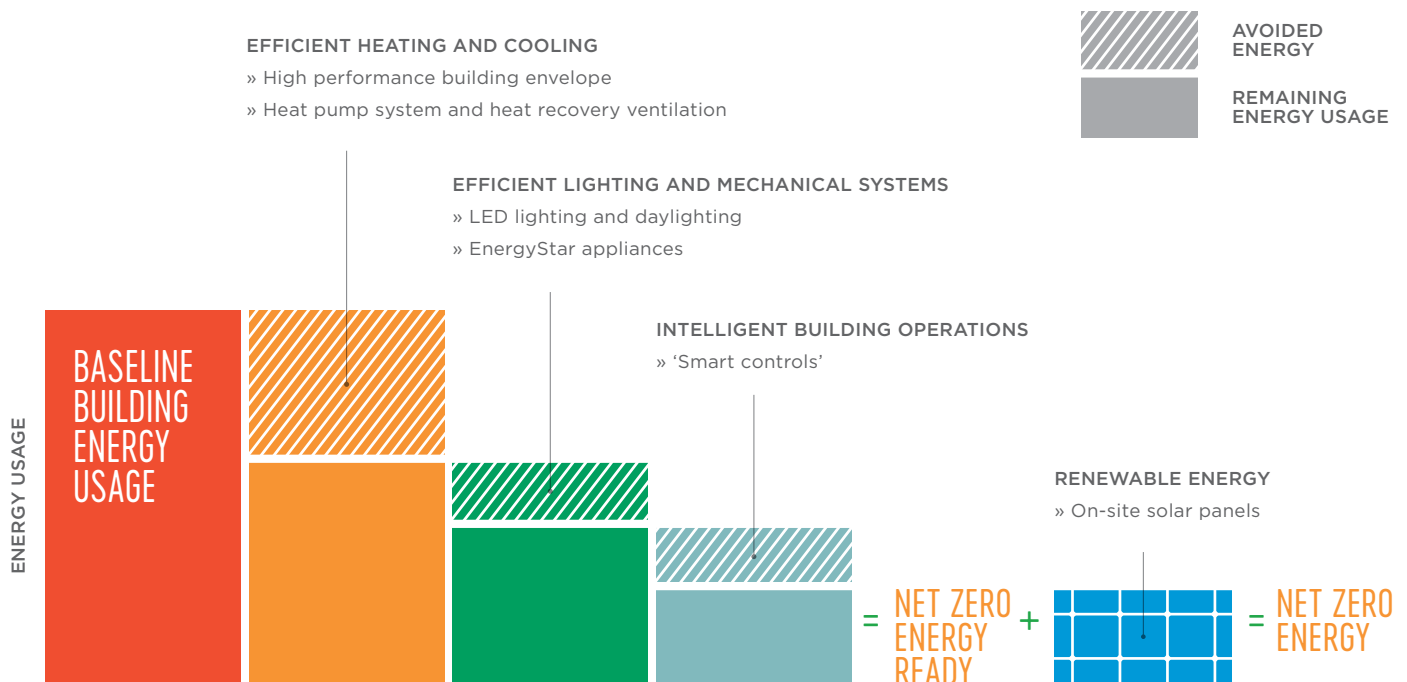 EFFICIENT HEATING AND COOLING
» High performance building envelope
» Heat pump system and heat recovery ventilation
AVOIDED
ENERGY
REMAINING
ENERGY USAGE
EFFICIENT LIGHTING AND MECHANICAL SYSTEMS
» LED lighting and daylighting
» EnergyStar appliances
INTELLIGENT BUILDING OPERATIONS
» ‘Smart controls’
BASELINE
BUILDING
ENERGY
USAGE
ENERGY USAGE
RENEWABLE ENERGY
» On-site solar panels
=
NET ZERO
ENERGY
READY
+
=
NET ZERO
ENERGY